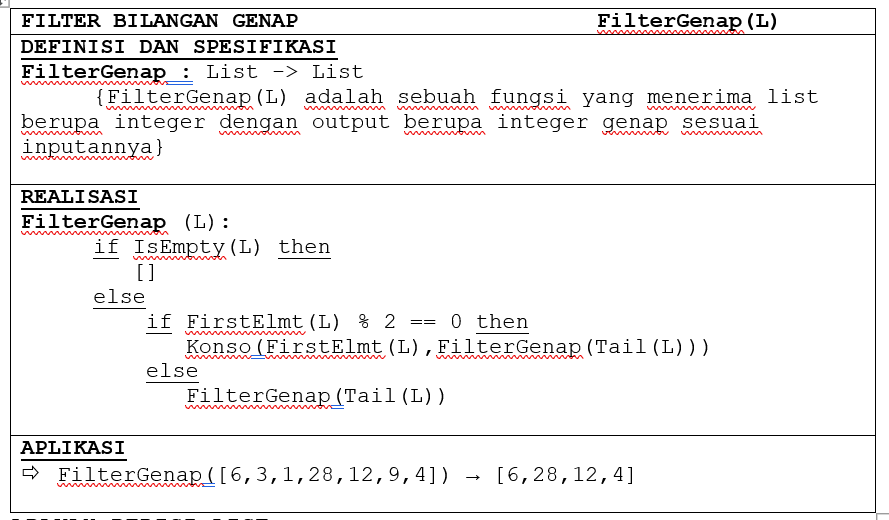 FILTER BILANGAN GENAP FilterGenap(L)
DEFINISI DAN SPESIFIKASI
FilterGenap : List -> List
{FilterGenap(L) adalah sebuah fungsi yang menerima list
berupa integer dengan output berupa integer genap sesuai
inputannya}
REALISASI
FilterGenap (L):
if IsEmpty(L) then
[]
else
if FirstElmt(L) % 2 == 0 then
Konso(FirstElmt(L),FilterGenap(Tail(L)))
else
FilterGenap(Tail(L))
APLIKASI
⇨ FilterGenap([6,3,1,28,12,9,4]) → [6,28,12,4]